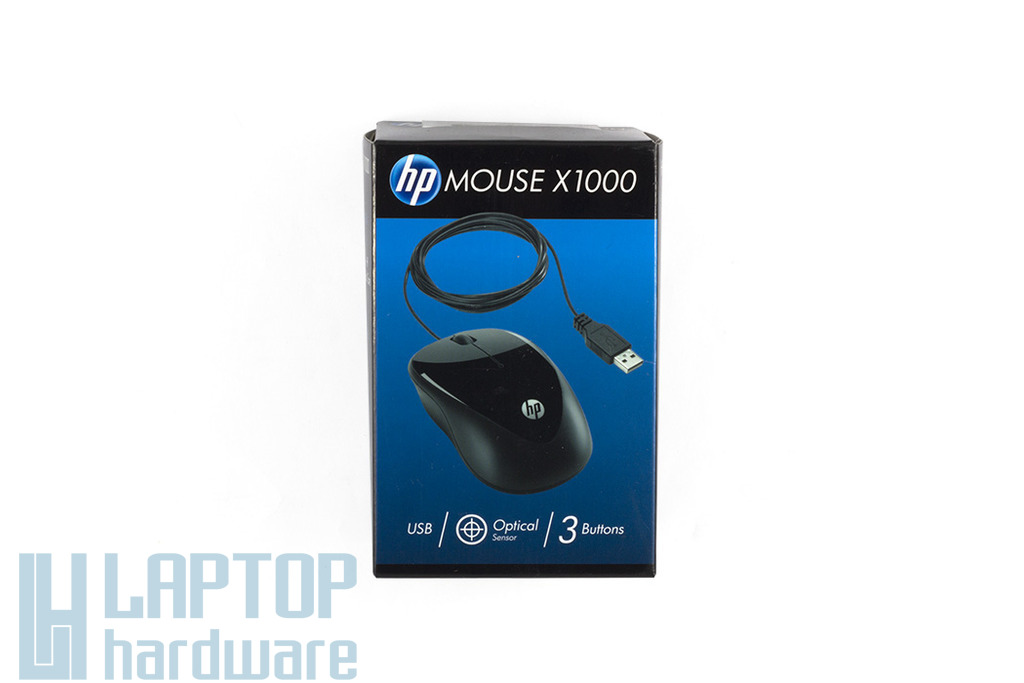 hp MOUSE X1000
hp
USB / Optical Sensor / 3 Buttons
LAPTOP
hardware